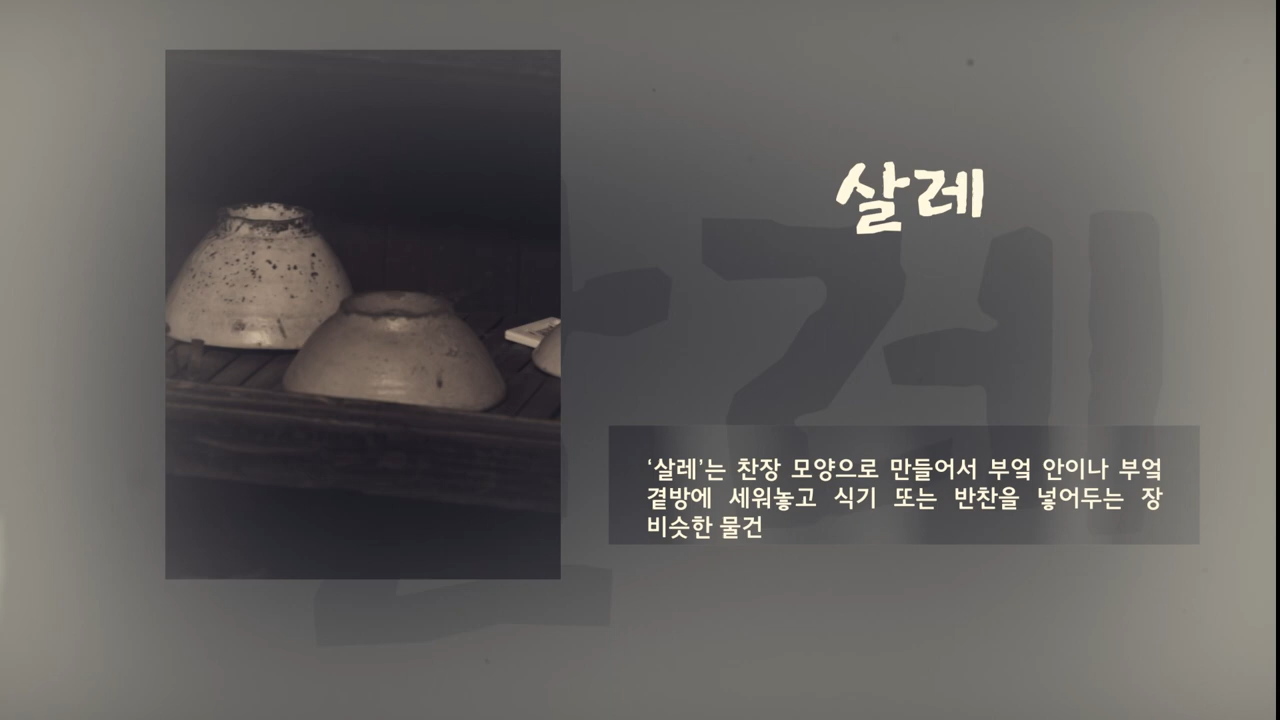 살레
‘살레’는 찬장 모양으로 만들어서 부엌 안이나 부엌
곁방에 세워놓고 식기 또는 반찬을 넣어두는 장
비슷한 물건